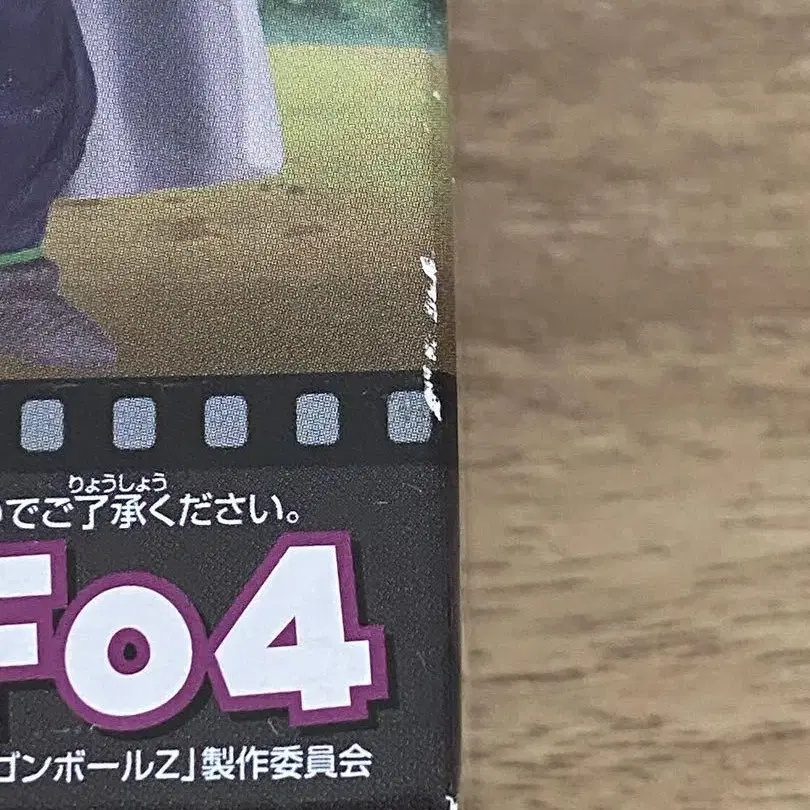 りょうしょう
でご了承ください。
Fo4
ゴンボールZ」製作委員会